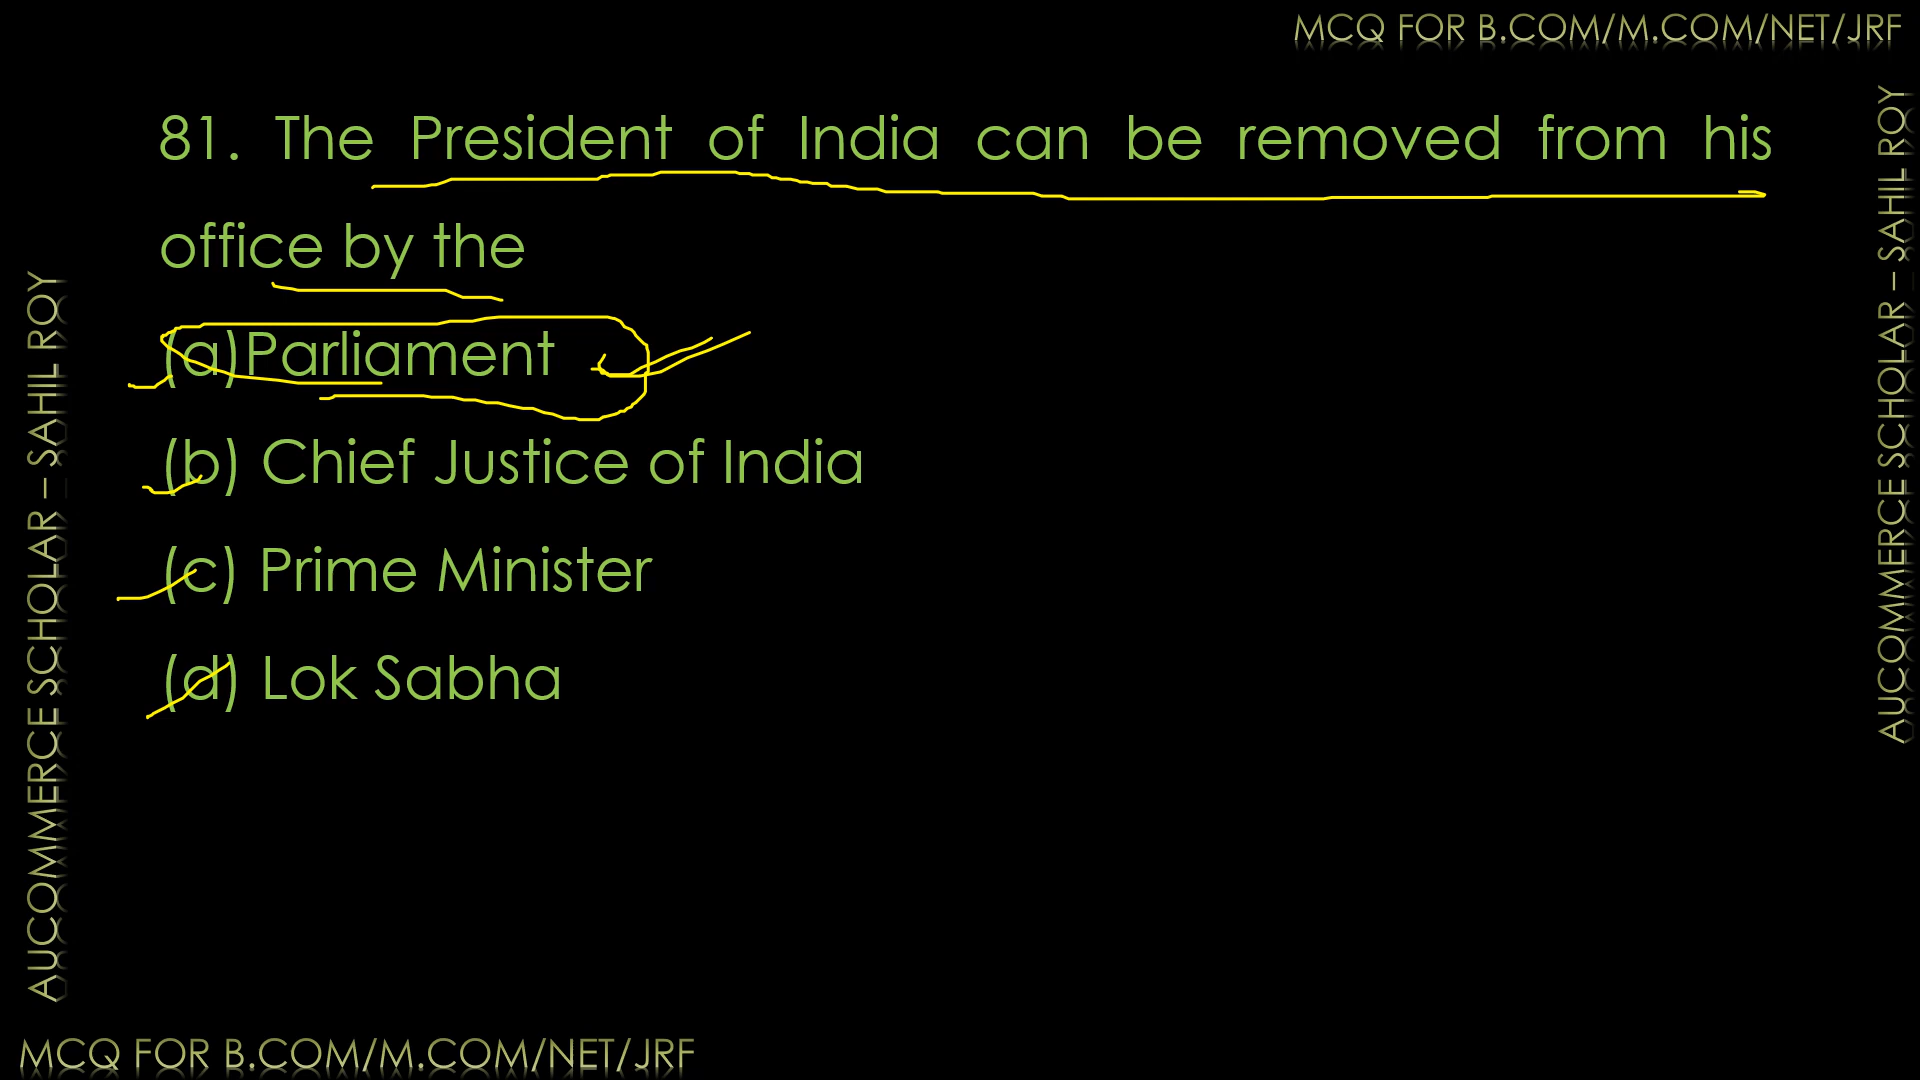 MCQ FOR B.COM/M.COM/NET/JRF
81. The President of India can be removed from his
office by the
(a)Parliament
(b) Chief Justice of India
(c) Prime Minister
(d) Lok Sabha
AUCOMMERCE SCHOLAR – SAHIL ROY
AUCOMMERCE SCHOLAR – SAHIL ROY
MCQ FOR B.COM/M.COM/NET/JRF